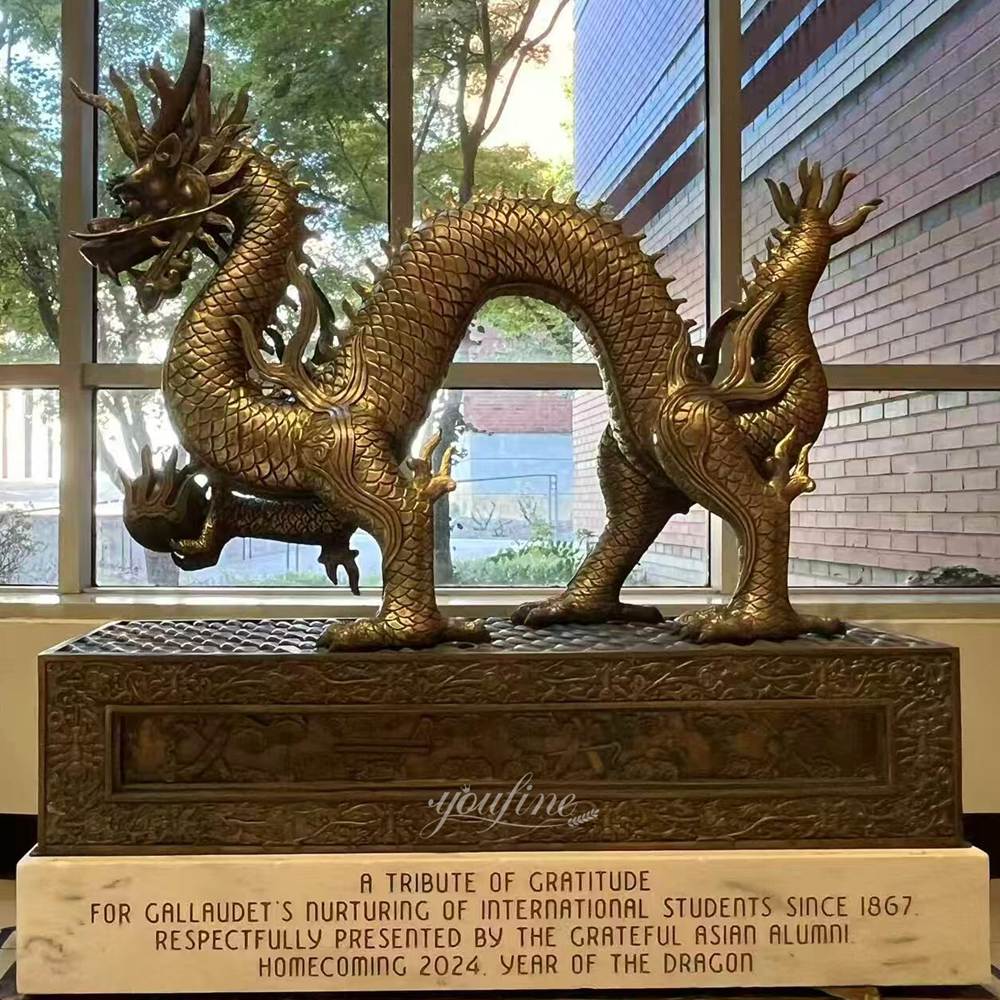 youfine
A TRIBUTE OF GRATITUDE
FOR GALLAUDET'S NURTURING OF INTERNATIONAL STUDENTS SINCE 1867.
RESPECTFULLY PRESENTED BY THE GRATEFUL ASIAN ALUMNI.
HOMECOMING 2024. YEAR OF THE DRAGON